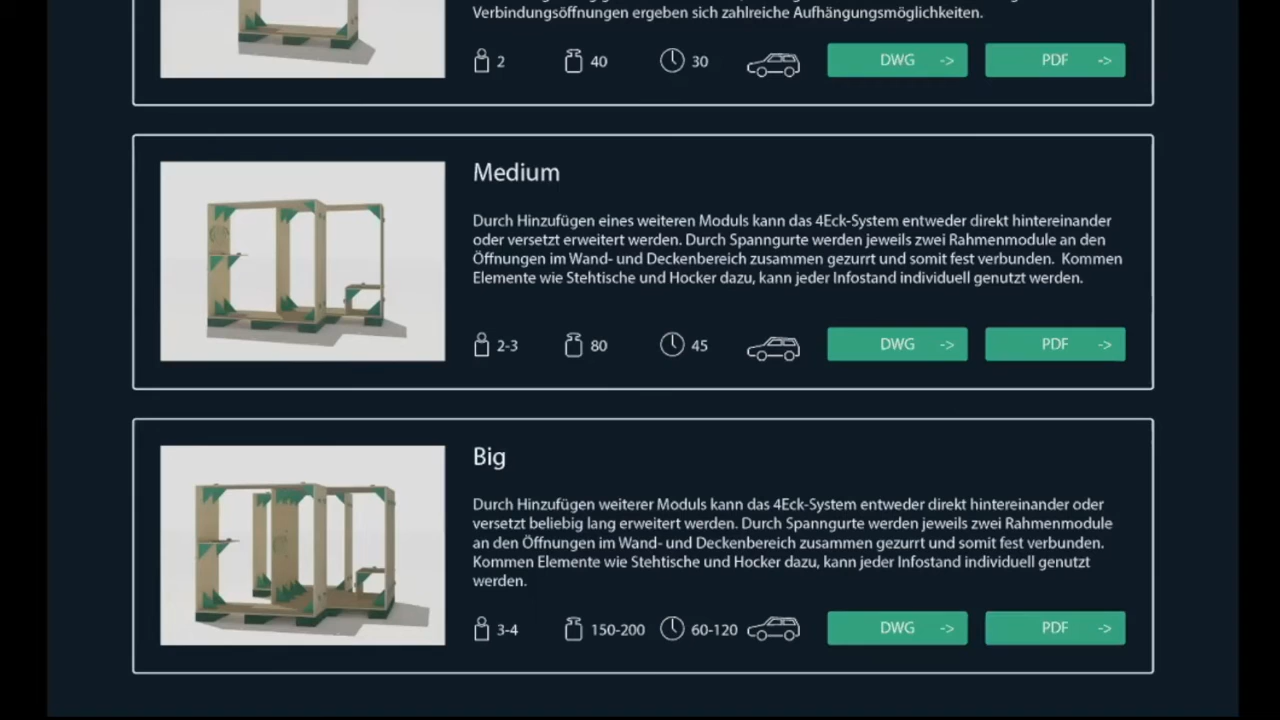 Verbindungsöffnungen ergeben sich zahlreiche Aufhängungsmöglichkeiten.
2 40 30 DWG -> PDF ->
Medium
Durch Hinzufügen eines weiteren Moduls kann das 4Eck-System entweder direkt hintereinander
oder versetzt erweitert werden. Durch Spanngurte werden jeweils zwei Rahmenmodule an den
Öffnungen im Wand- und Deckenbereich zusammen gezurrt und somit fest verbunden. Kommen
Elemente wie Stehtische und Hocker dazu, kann jeder Infostand individuell genutzt werden.
2-3 80 45 DWG -> PDF ->
Big
Durch Hinzufügen weiterer Moduls kann das 4Eck-System entweder direkt hintereinander oder
versetzt beliebig lang erweitert werden. Durch Spanngurte werden jeweils zwei Rahmenmodule
an den Öffnungen im Wand- und Deckenbereich zusammen gezurrt und somit fest verbunden.
Kommen Elemente wie Stehtische und Hocker dazu, kann jeder Infostand individuell genutzt
werden.
3-4 150-200 60-120 DWG -> PDF ->